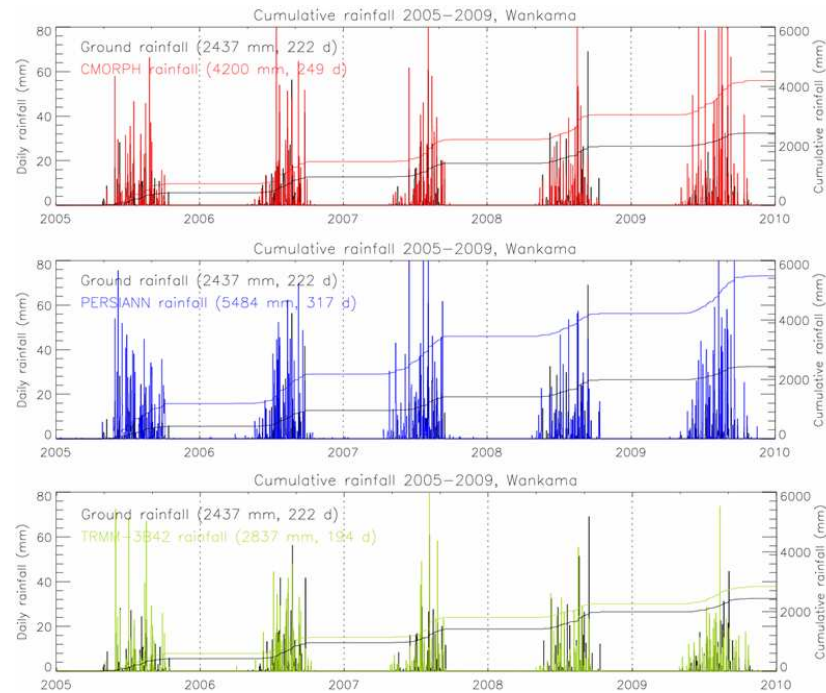 Cumulative rainfall 2005-2009, Wankama
Ground rainfall (2437 mm, 222 d)
CMORPH rainfall (4200 mm, 249 d)
Daily rainfall (mm)
80
60
40
20
0
Cumulative rainfall (mm)
6000
4000
2000
0
2005 2006 2007 2008 2009 2010
Cumulative rainfall 2005-2009, Wankama
Ground rainfall (2437 mm, 222 d)
PERSIANN rainfall (5484 mm, 317 d)
Daily rainfall (mm)
80
60
40
20
0
Cumulative rainfall (mm)
6000
4000
2000
0
2005 2006 2007 2008 2009 2010
Cumulative rainfall 2005-2009, Wankama
Ground rainfall (2437 mm, 222 d)
TRMM-3B42 rainfall (2837 mm, 194 d)
Daily rainfall (mm)
80
60
40
20
0
Cumulative rainfall (mm)
6000
4000
2000
0
2005 2006 2007 2008 2009 2010